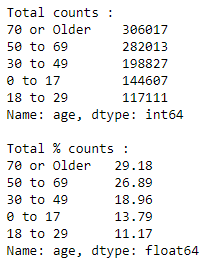 Total counts :
70 or Older    306017
50 to 69       282013
30 to 49       198827
0 to 17        144607
18 to 29       117111
Name: age, dtype: int64

Total % counts :
70 or Older   29.18
50 to 69      26.89
30 to 49      18.96
0 to 17       13.79
18 to 29      11.17
Name: age, dtype: float64